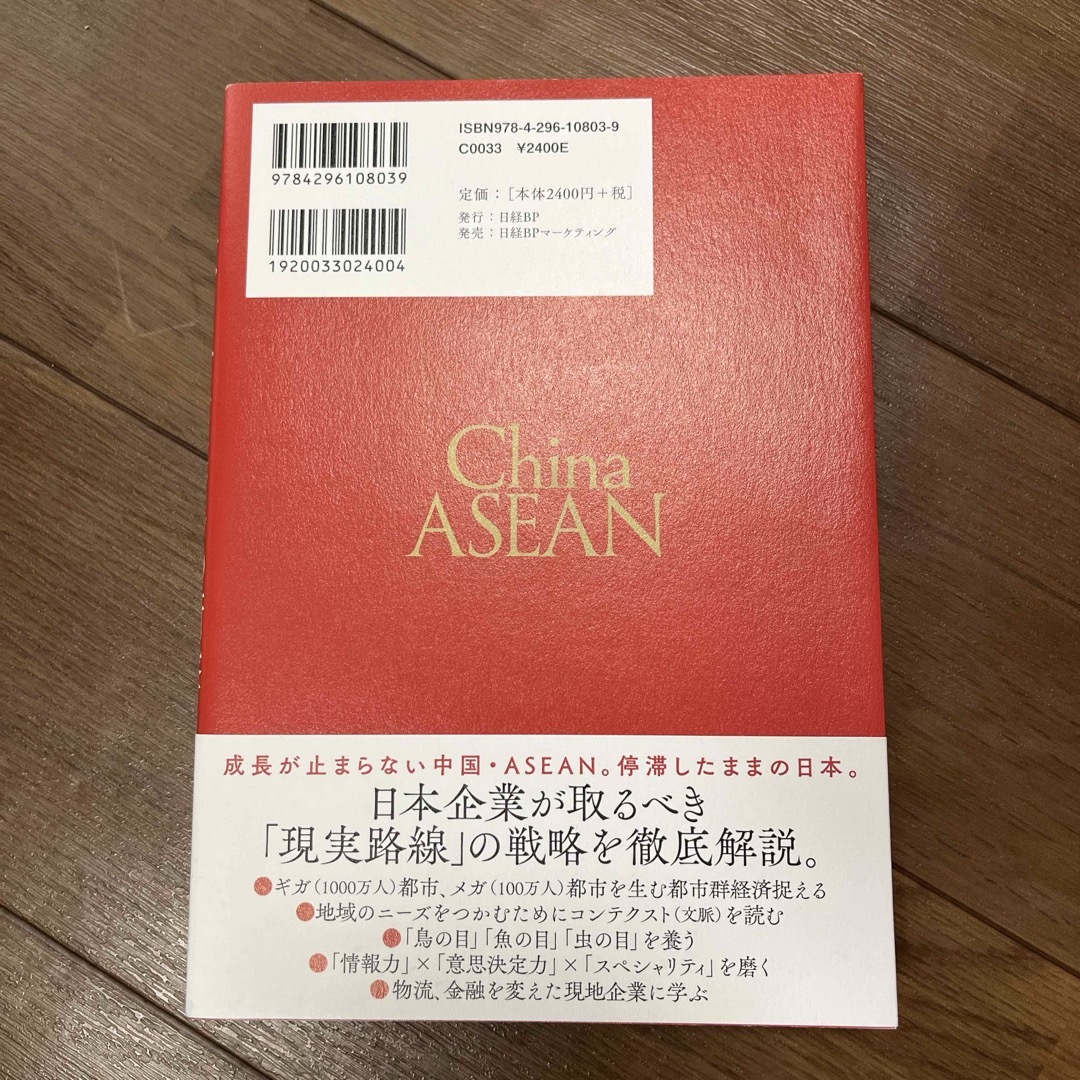 ISBN978-4-296-10803-9
C0033 ¥2400E
9784296108039
定価：［本体2400円＋税］
発行：日経BP
発売：日経BPマーケティング
1920033024004
China
ASEAN
成長が止まらない中国・ASEAN。停滞したままの日本。
日本企業が取るべき
「現実路線」の戦略を徹底解説。
●ギガ（1000万人）都市、メガ（100万人）都市を生む都市群経済捉える
●地域のニーズをつかむためにコンテクスト（文脈）を読む
●「鳥の目」「魚の目」「虫の目」を養う
●「情報力」×「意思決定力」×「スペシャリティ」を磨く
●物流、金融を変えた現地企業に学ぶ